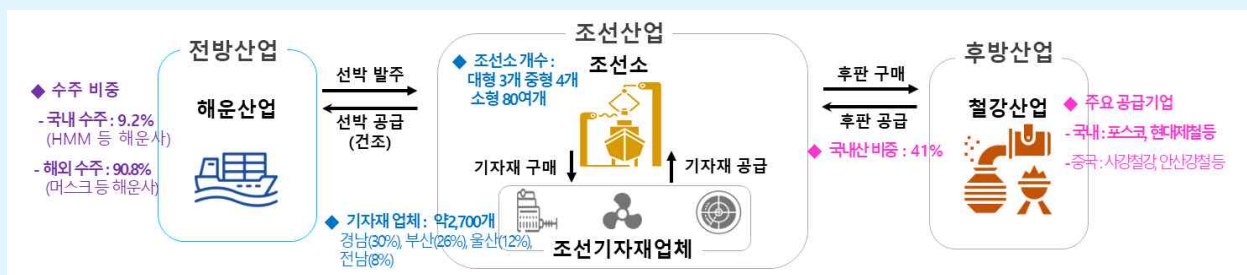 전방산업
◆ 수주 비중
- 국내 수주 : 9.2%
(HMM 등 해운사)
- 해외 수주 : 90.8%
(머스크 등 해운사)
해운산업
선박 발주
선박 공급
(건조)
조선산업
◆ 조선소 개수 :
대형 3개 중형 4개
소형 80여개
조선소
기자재 구매
기자재 공급
◆ 기자재 업체 : 약2,700개
경남(30%), 부산(26%), 울산(12%),
전남(8%)
조선기자재업체
후판 구매
후판 공급
◆ 국내산 비중 : 41%
후방산업
철강산업
◆ 주요 공급기업
- 국내 : 포스코, 현대제철 등
- 중국 : 사강철강, 안산강철 등